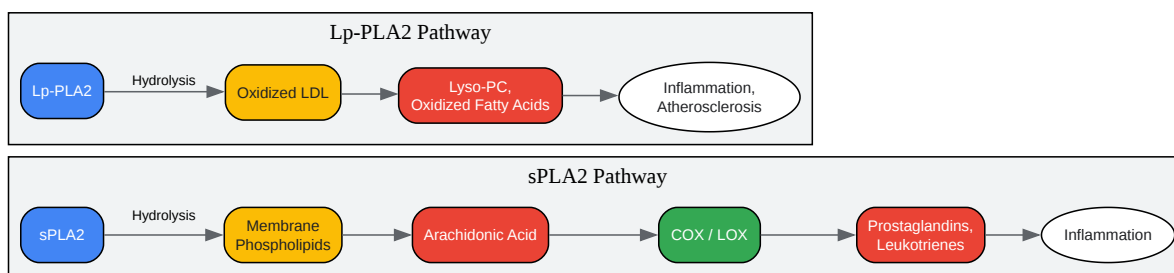 Lp-PLA2 Pathway
Lp-PLA2
Hydrolysis
Oxidized LDL
Lyso-PC,
Oxidized Fatty Acids
Inflammation,
Atherosclerosis
sPLA2 Pathway
sPLA2
Hydrolysis
Membrane
Phospholipids
Arachidonic Acid
COX / LOX
Prostaglandins,
Leukotrienes
Inflammation